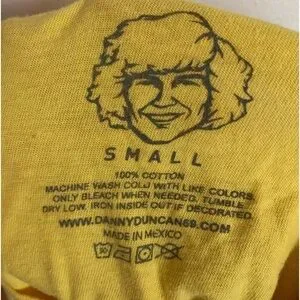 SMALL
100% COTTON
MACHINE WASH COLD WITH LIKE COLORS
ONLY BLEACH WHEN NEEDED. TUMBLE
DRY LOW. IRON INSIDE OUT IF DECORATED.
WWW.DANNYDUNCAN69.COM
MADE IN MEXICO